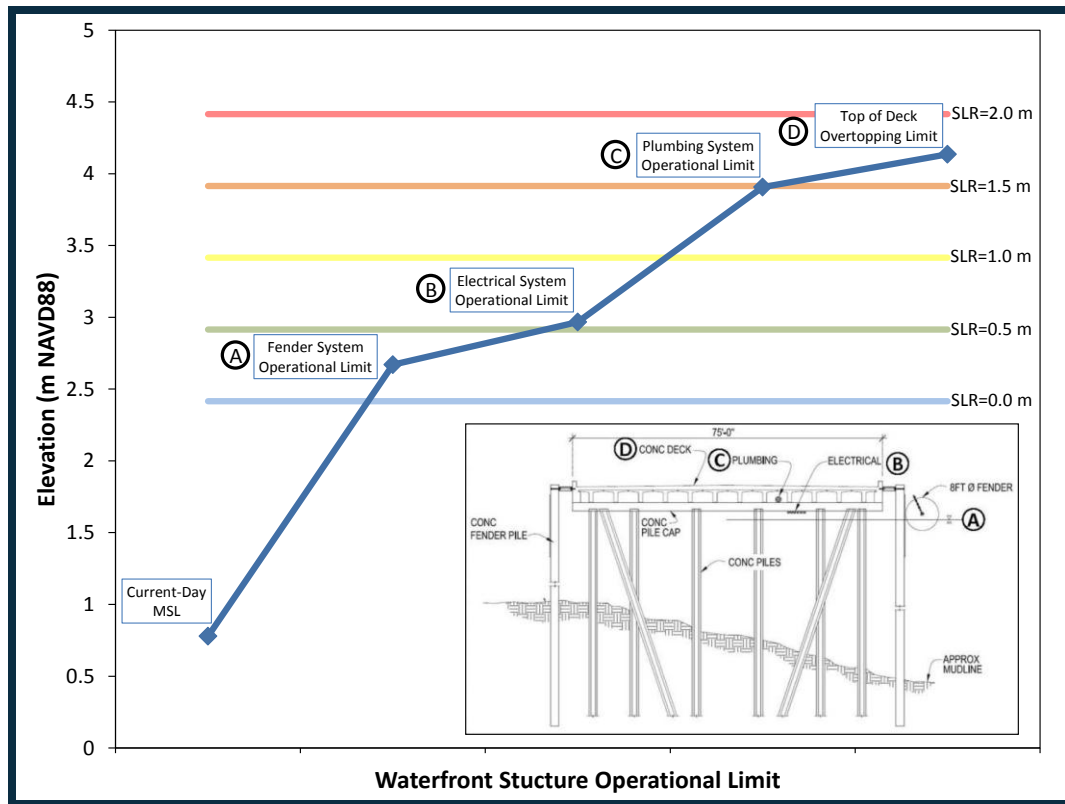 Elevation (m NAVD88)
5
4.5
4
3.5
3
2.5
2
1.5
1
0.5
0
SLR=2.0 m
D
Top of Deck
Overtopping Limit
C
Plumbing System
Operational Limit
SLR=1.5 m
SLR=1.0 m
B
Electrical System
Operational Limit
SLR=0.5 m
A
Fender System
Operational Limit
SLR=0.0 m
Current-Day
MSL
75'-0"
D CONC DECK
C PLUMBING
ELECTRICAL B
8FT Ø FENDER
A
CONC
FENDER PILE
CONC
PILE CAP
CONC PILES
APPROX
MUDLINE
Waterfront Stucture Operational Limit